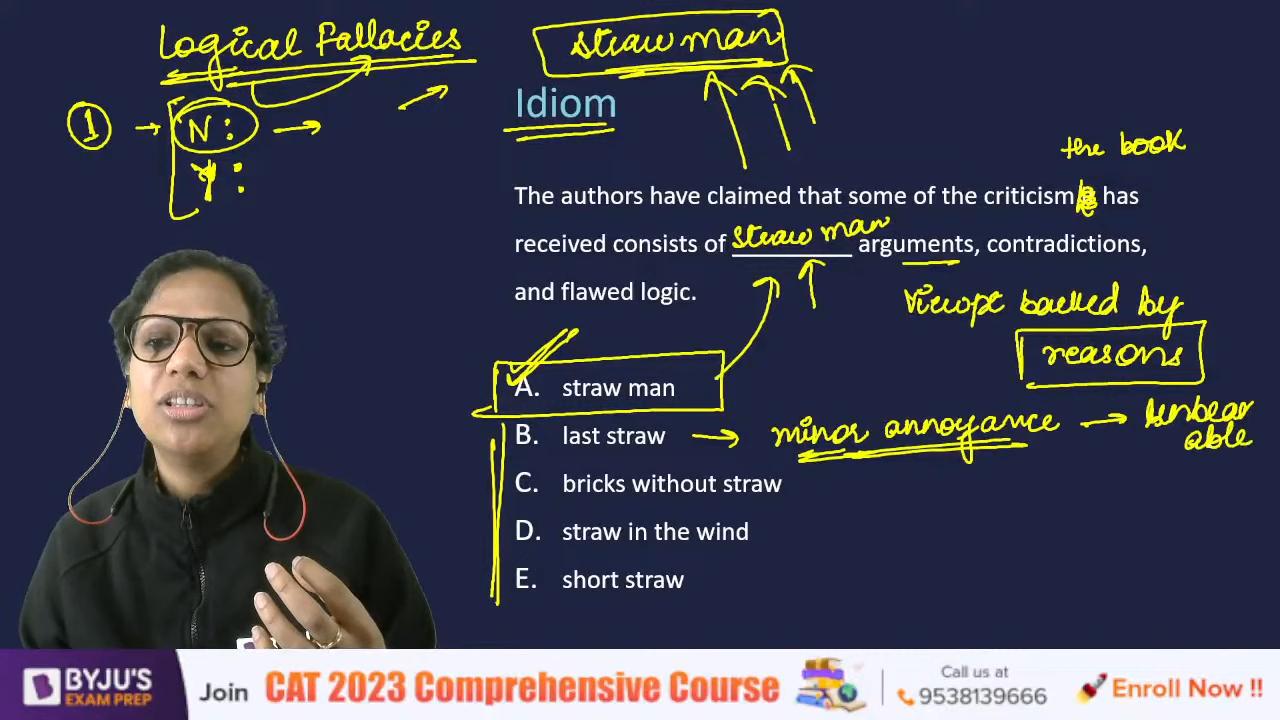 Logical Fallacies
straw man
Idiom
1
N:
Y:
the book
The authors have claimed that some of the criticism has
received consists of straw man arguments, contradictions,
and flawed logic.
viewpt backed by
reasons
A. straw man
B. last straw
minor annoyance
unbear
able
C. bricks without straw
D. straw in the wind
E. short straw
BYJU'S
EXAM PREP
Join CAT 2023 Comprehensive Course
Call us at
9538139666
Enroll Now !!